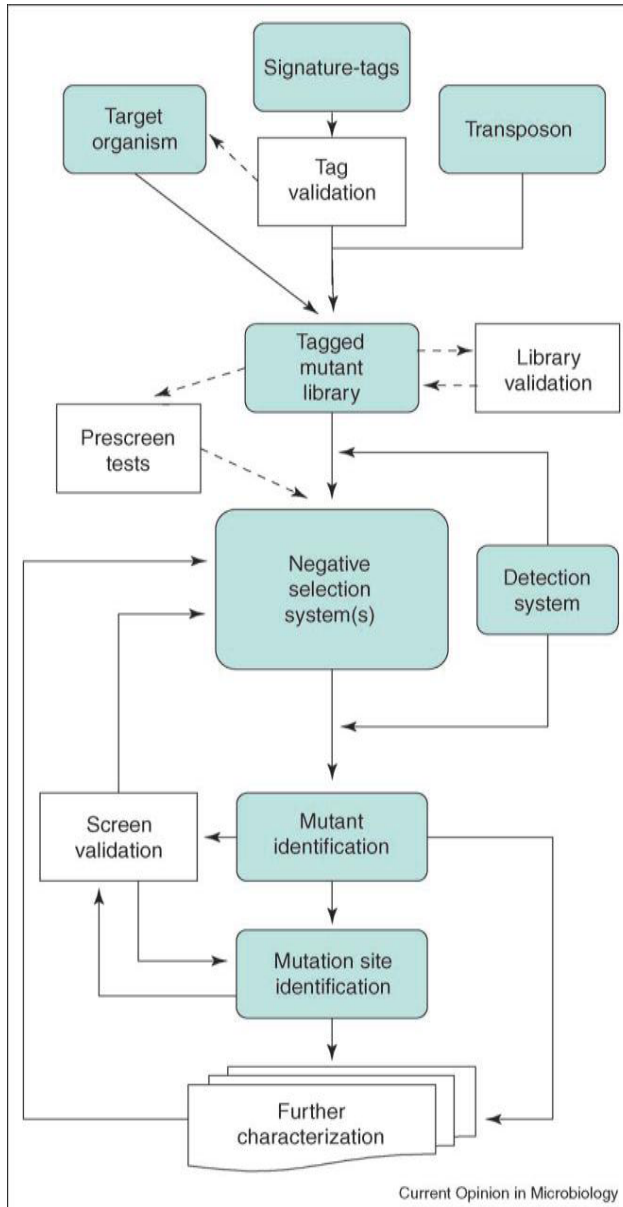 Signature-tags
Target
organism
Transposon
Tag
validation
Tagged
mutant
library
Library
validation
Prescreen
tests
Negative
selection
system(s)
Detection
system
Screen
validation
Mutant
identification
Mutation site
identification
Further
characterization
Current Opinion in Microbiology